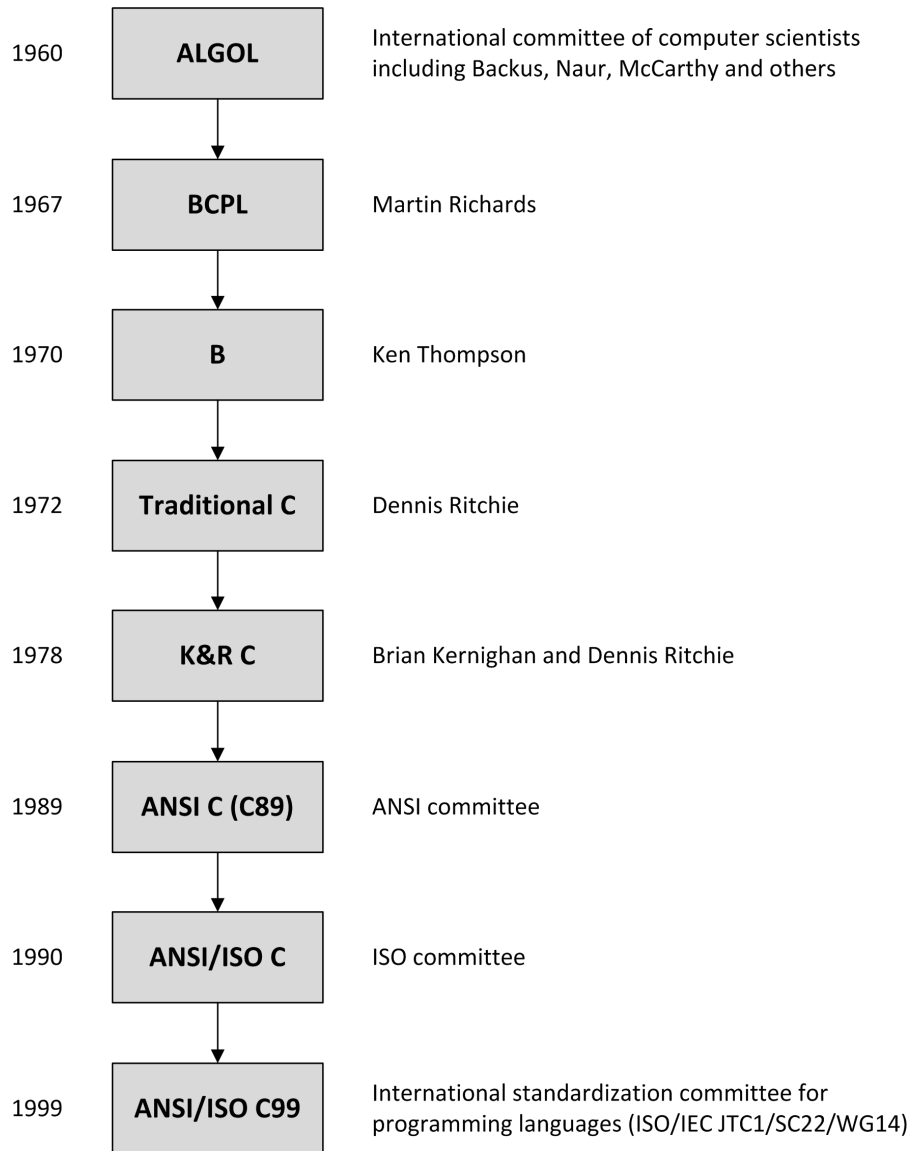 1960
ALGOL
International committee of computer scientists
including Backus, Naur, McCarthy and others
1967
BCPL
Martin Richards
1970
B
Ken Thompson
1972
Traditional C
Dennis Ritchie
1978
K&R C
Brian Kernighan and Dennis Ritchie
1989
ANSI C (C89)
ANSI committee
1990
ANSI/ISO C
ISO committee
1999
ANSI/ISO C99
International standardization committee for
programming languages (ISO/IEC JTC1/SC22/WG14)